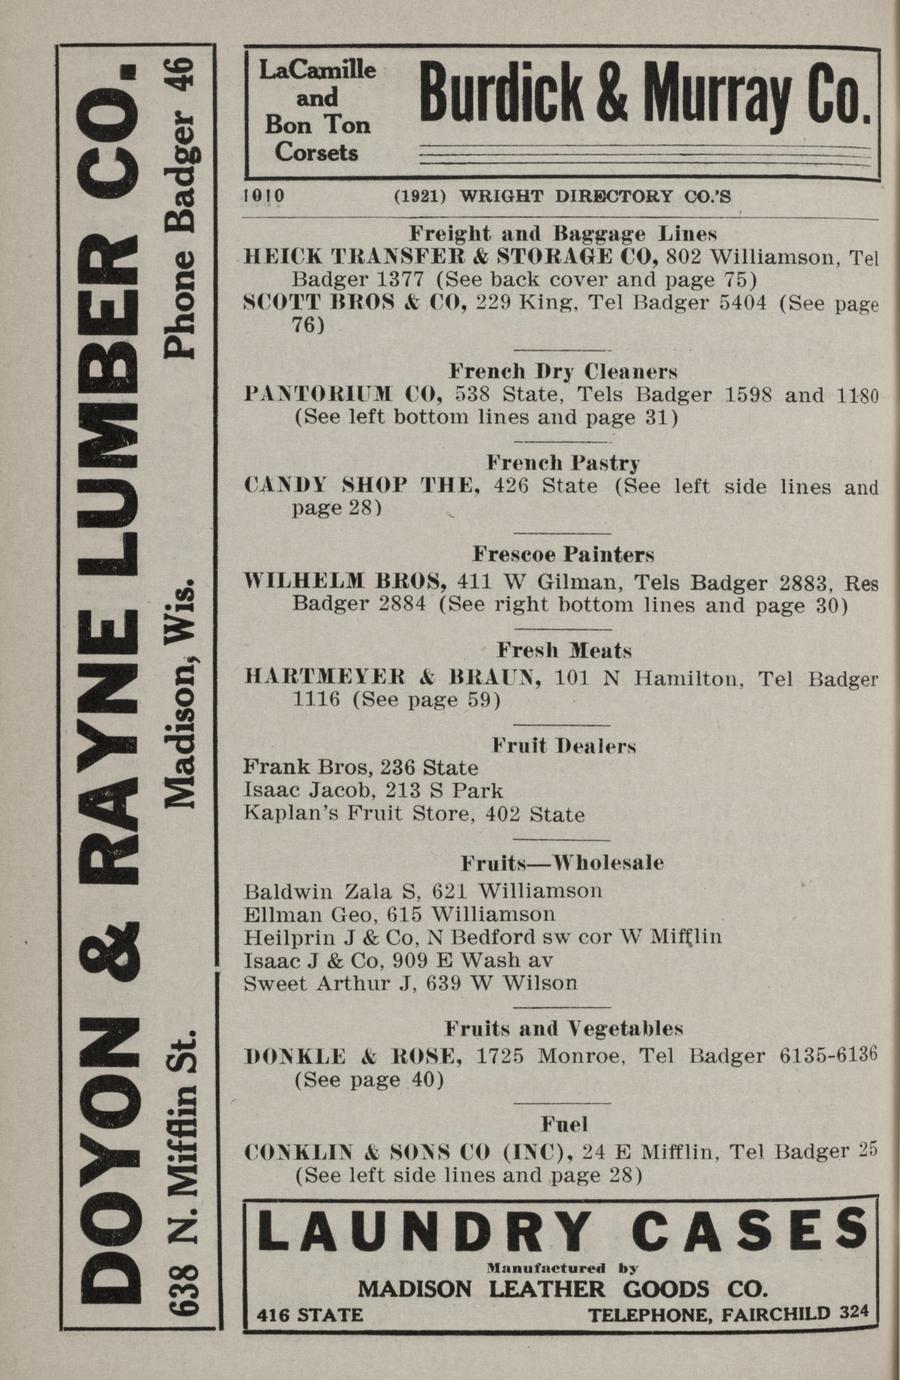 DOYON & RAYNE LUMBER CO.
638 N. Mifflin St. Madison, Wis. Phone Badger 46
LaCamille
and
Bon Ton
Corsets
Burdick & Murray Co.
1010 (1921) WRIGHT DIRECTORY CO.'S
Freight and Baggage Lines
HEICK TRANSFER & STORAGE CO, 802 Williamson, Tel
Badger 1377 (See back cover and page 75)
SCOTT BROS & CO, 229 King, Tel Badger 5404 (See page
76)
French Dry Cleaners
PANTORIUM CO, 538 State, Tels Badger 1598 and 1180
(See left bottom lines and page 31)
French Pastry
CANDY SHOP THE, 426 State (See left side lines and
page 28)
Frescoe Painters
WILHELM BROS, 411 W Gilman, Tels Badger 2883, Res
Badger 2884 (See right bottom lines and page 30)
Fresh Meats
HARTMEYER & BRAUN, 101 N Hamilton, Tel Badger
1116 (See page 59)
Fruit Dealers
Frank Bros, 236 State
Isaac Jacob, 213 S Park
Kaplan's Fruit Store, 402 State
Fruits—Wholesale
Baldwin Zala S, 621 Williamson
Ellman Geo, 615 Williamson
Heilprin J & Co, N Bedford sw cor W Mifflin
Isaac J & Co, 909 E Wash av
Sweet Arthur J, 639 W Wilson
Fruits and Vegetables
DONKLE & ROSE, 1725 Monroe, Tel Badger 6135-6136
(See page 40)
Fuel
CONKLIN & SONS CO (INC), 24 E Mifflin, Tel Badger 25
(See left side lines and page 28)
LAUNDRY CASES
Manufactured by
MADISON LEATHER GOODS CO.
416 STATE TELEPHONE, FAIRCHILD 324